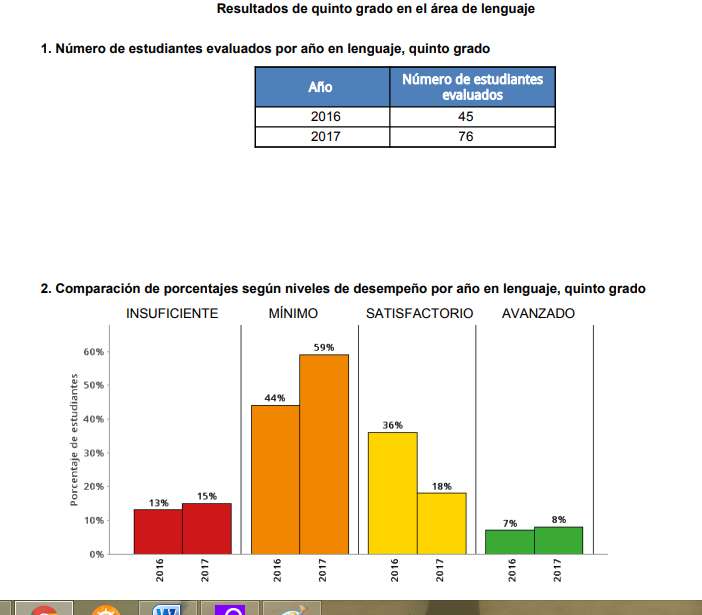 Resultados de quinto grado en el área de lenguaje
1. Número de estudiantes evaluados por año en lenguaje, quinto grado
Año
Número de estudiantes
evaluados
2016 45
2017 76
2. Comparación de porcentajes según niveles de desempeño por año en lenguaje, quinto grado
INSUFICIENTE MÍNIMO SATISFACTORIO AVANZADO
Porcentaje de estudiantes
60%
50%
40%
30%
20%
10%
0%
13% 15% 44% 59% 36% 18% 7% 8%
2016 2017 2016 2017 2016 2017 2016 2017
W